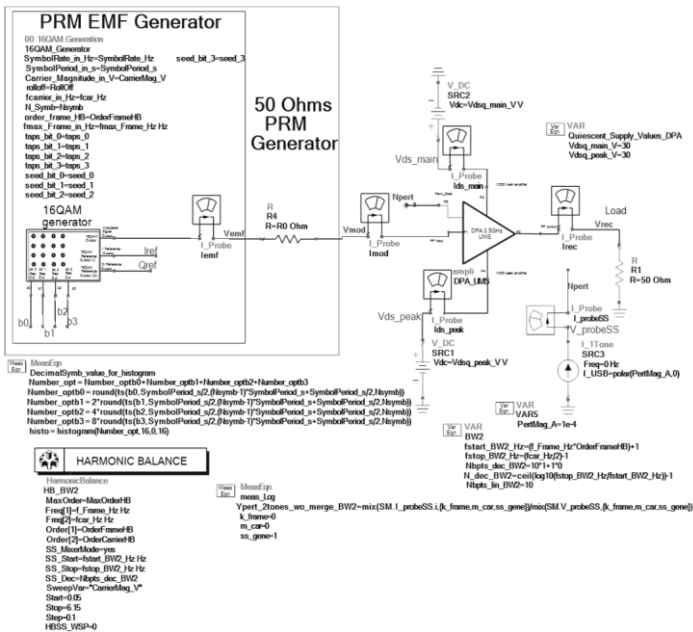 PRM EMF Generator
00_16QAM_Generation
16QAM_Generator
SymbolRate_in_Hz=SymbolRate_Hz
seed_bit_3=seed_3
SymbolPeriod_in_s=SymbolPeriod_s
Carrier_Magnitude_in_V=CarrierMag_V
rolloff=RollOff
fcarrier_in_Hz=fcar_Hz
N_Symb=Nsymb
order_frame_HB=OrderFrameHB
fmax_Frame_in_Hz=fmax_Frame_Hz Hz
taps_bit_0=taps_0
taps_bit_1=taps_1
taps_bit_2=taps_2
taps_bit_3=taps_3
seed_bit_0=seed_0
seed_bit_1=seed_1
seed_bit_2=seed_2
50 Ohms
PRM
Generator
16QAM
generator
Iref
Qref
b0
b1
b2
b3
I_Probe
Iemf
Vemf
R
R4
R=R0 Ohm
Vmod
I_Probe
Imod
V_DC
SRC2
Vdc=Vdsq_main_V V
Vds_main
I_Probe
Ids_main
Npert
DPA 3.5GHz
UMS
ampli
DPA_UMS
Vds_peak
I_Probe
Ids_peak
V_DC
SRC1
Vdc=Vdsq_peak_V V
Var
Eqn
VAR
Quiescent_Supply_Values_DPA
Vdsq_main_V=30
Vdsq_peak_V=30
I_Probe
Irec
Vrec
Load
R
R1
R=50 Ohm
Npert
I_Probe
I_probeSS
V_probeSS
I_1Tone
SRC3
Freq=0 Hz
I_USB=polar(PertMag_A,0)
Var
Eqn
VAR
VAR5
PertMag_A=1e-4
Var
Eqn
VAR
BW2
fstart_BW2_Hz=(f_Frame_Hz*OrderFrameHB)+1
fstop_BW2_Hz=(fcar_Hz/2)-1
Nbpts_dec_BW2=10*1+1*0
N_dec_BW2=ceil(log10(fstop_BW2_Hz/fstart_BW2_Hz))-1
Nbpts_lin_BW2=10
Meas
Eqn
MeasEqn
DecimalSymb_value_for_histogram
Number_opt = Number_optb0+Number_optb1+Number_optb2+Number_optb3
Number_optb0 = round(ts(b0,SymbolPeriod_s/2,(Nsymb-1)*SymbolPeriod_s+SymbolPeriod_s/2,Nsymb))
Number_optb1 = 2*round(ts(b1,SymbolPeriod_s/2,(Nsymb-1)*SymbolPeriod_s+SymbolPeriod_s/2,Nsymb))
Number_optb2 = 4*round(ts(b2,SymbolPeriod_s/2,(Nsymb-1)*SymbolPeriod_s+SymbolPeriod_s/2,Nsymb))
Number_optb3 = 8*round(ts(b3,SymbolPeriod_s/2,(Nsymb-1)*SymbolPeriod_s+SymbolPeriod_s/2,Nsymb))
histo = histogram(Number_opt,16,0,16)
HARMONIC BALANCE
HarmonicBalance
HB_BW2
MaxOrder=MaxOrderHB
Freq[1]=f_Frame_Hz Hz
Freq[2]=fcar_Hz Hz
Order[1]=OrderFrameHB
Order[2]=OrderCarrierHB
SS_MixerMode=yes
SS_Start=fstart_BW2_Hz Hz
SS_Stop=fstop_BW2_Hz Hz
SS_Dec=Nbpts_dec_BW2
SweepVar="CarrierMag_V"
Start=0.05
Stop=6.15
Step=0.1
HBSS_WSP=0
Meas
Eqn
MeasEqn
meas_Log
Ypert_2tones_wo_merge_BW2=mix(SM.I_probeSS.i,{k_frame,m_car,ss_gene})/mix(SM.V_probeSS,{k_frame,m_car,ss_gene})
k_frame=0
m_car=0
ss_gene=1